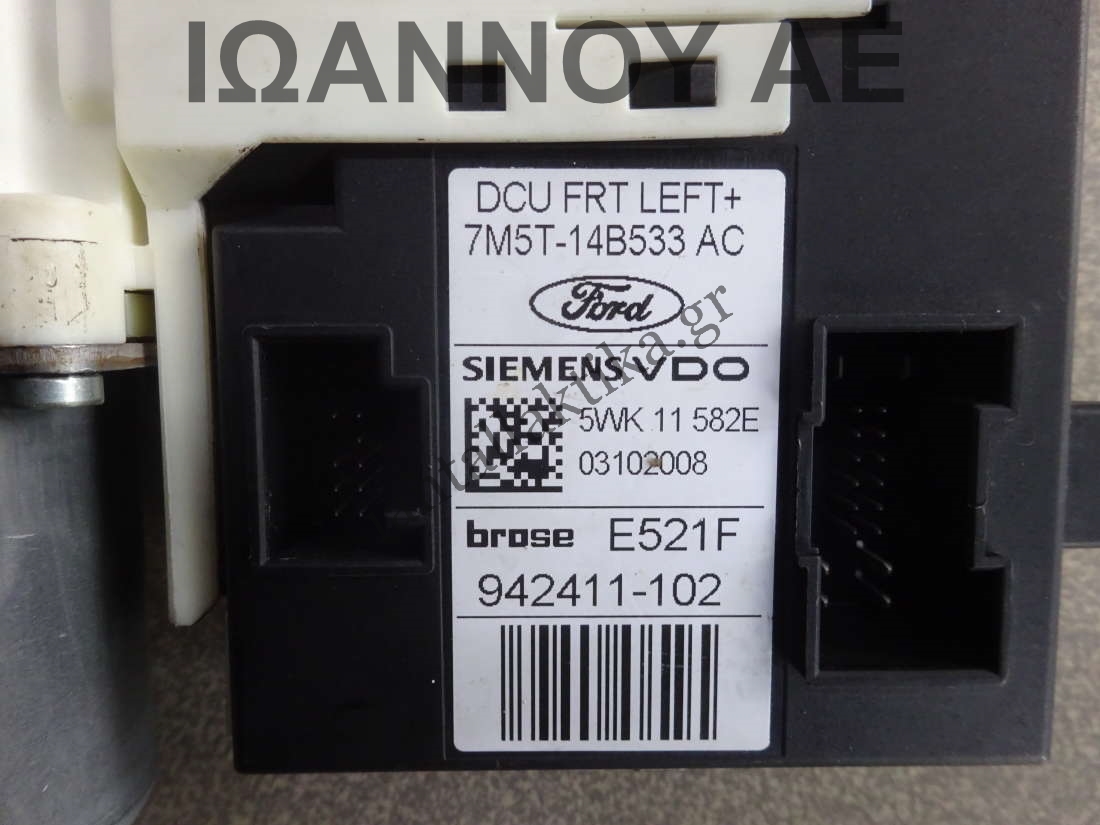 ΙΩΑΝΝΟΥ ΑΕ
DCU FRT LEFT+
7M5T-14B533 AC
Ford
SIEMENS VDO
5WK 11 582E
03102008
brose E521F
942411-102